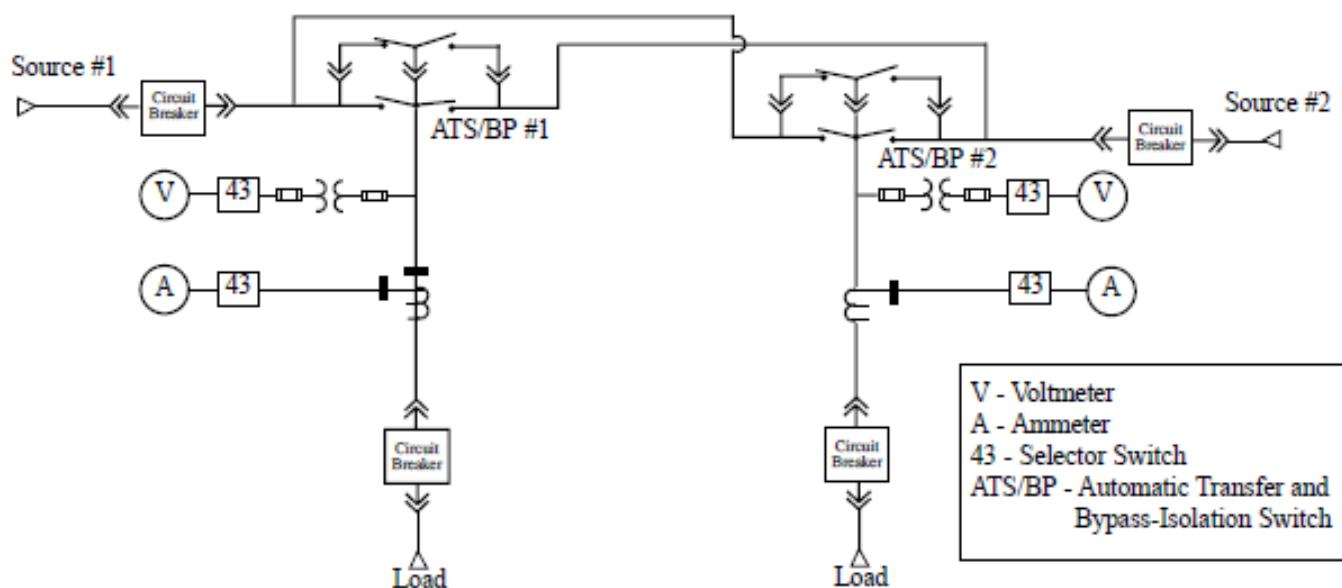 Source #1
Circuit
Breaker
ATS/BP #1
Source #2
Circuit
Breaker
ATS/BP #2
V
43
43
V
A
43
43
A
Circuit
Breaker
Circuit
Breaker
Load
Load
V - Voltmeter
A - Ammeter
43 - Selector Switch
ATS/BP - Automatic Transfer and
Bypass-Isolation Switch